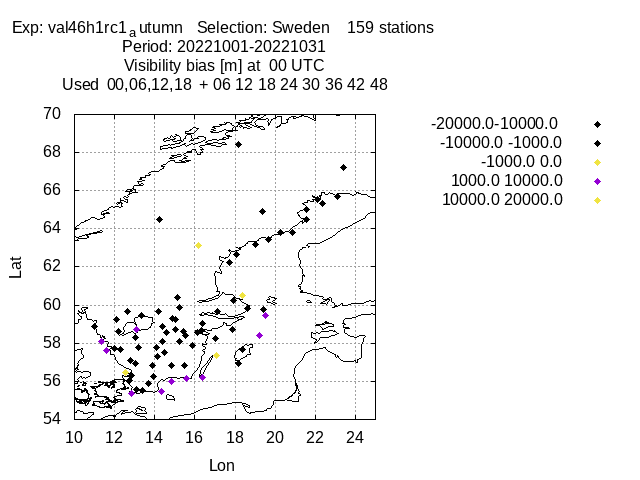 Exp: val46h1rc1autumn   Selection: Sweden    159 stations
Period: 20221001-20221031
Visibility bias [m] at  00 UTC
Used  00,06,12,18  + 06 12  18 24 30 36 42 48
-20000.0-10000.0
-10000.0 -1000.0
-1000.0 0.0
1000.0 10000.0
10000.0 20000.0
70
68
66
64
62
60
58
56
54
Lat
10 12 14 16 18 20 22 24
Lon